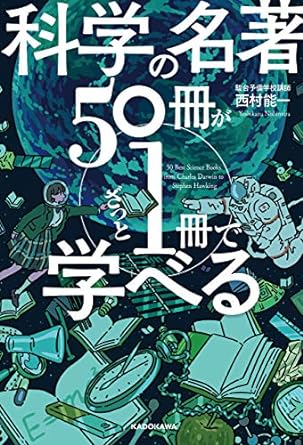 科学の名著
50冊が
駿台予備学校講師
西村能一
Yoshikazu Nishimura
50 Best Science Books
from Charles Darwin to
Stephen Hawking
ざっと
1冊で
学べる
E=m²
KADOKAWA